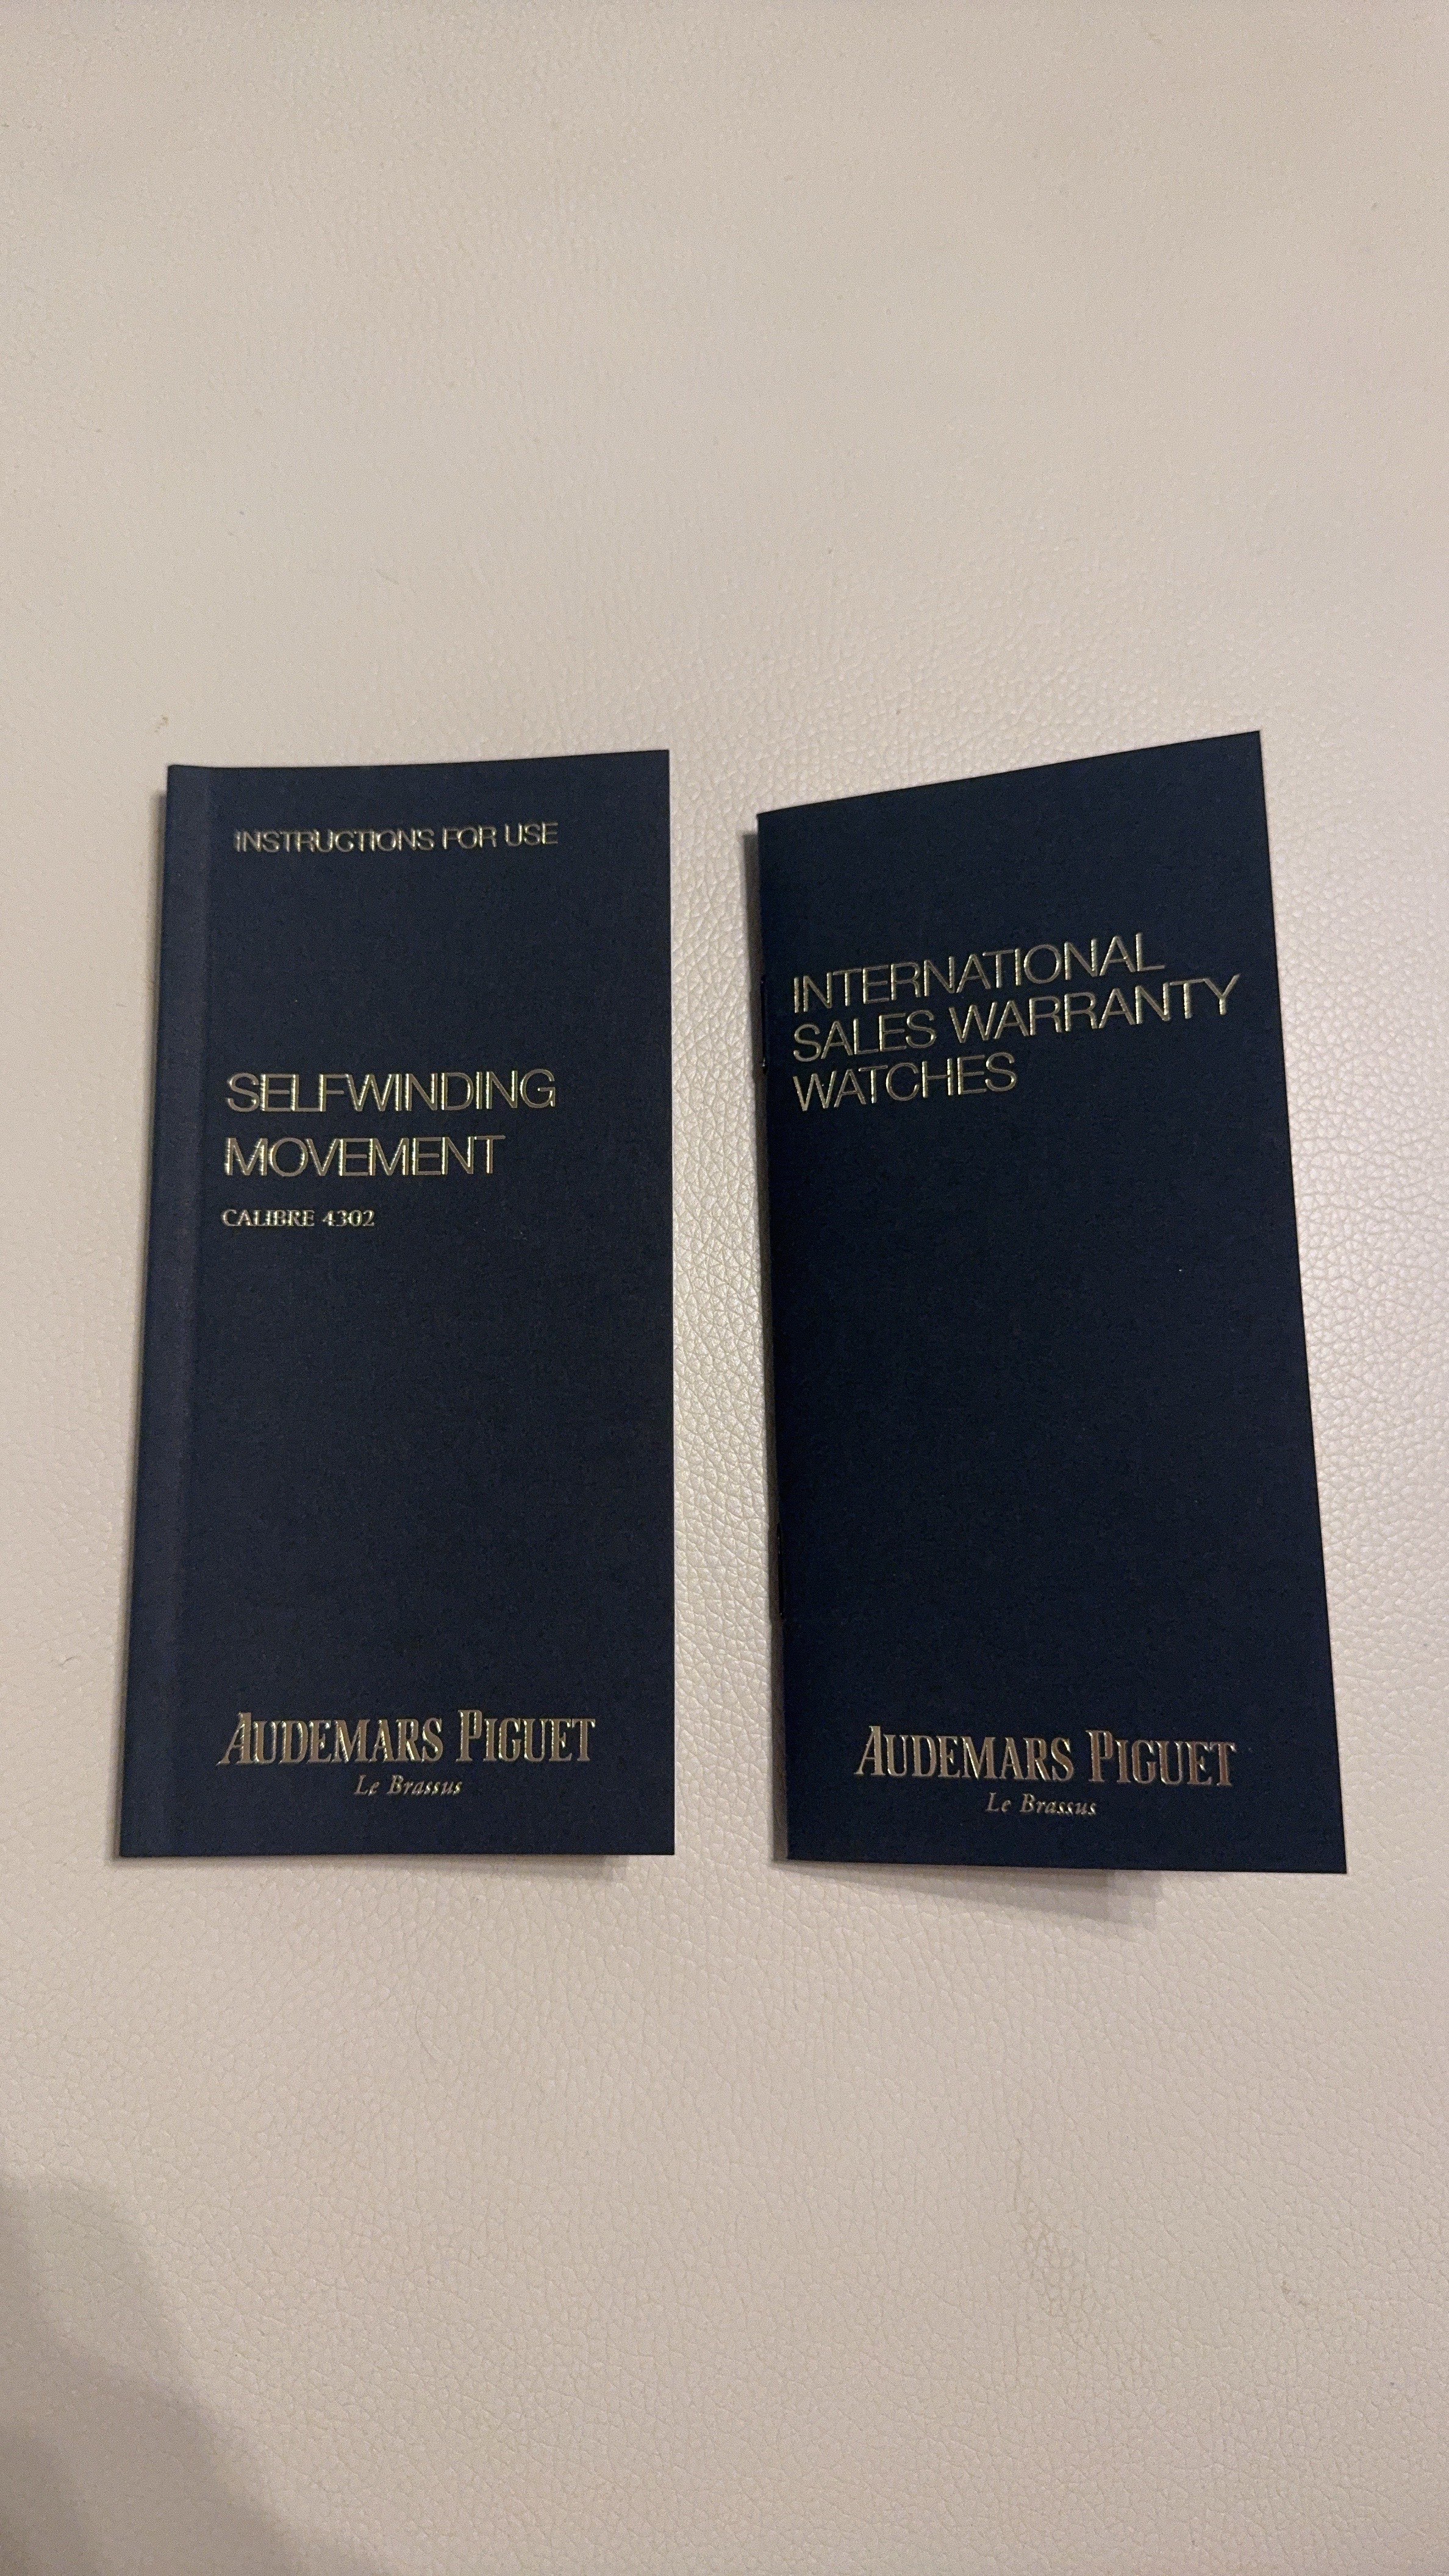 INSTRUCTIONS FOR USE
SELFWINDING
MOVEMENT
CALIBRE 4302
AUDEMARS PIGUET
Le Brassus
INTERNATIONAL
SALES WARRANTY
WATCHES
AUDEMARS PIGUET
Le Brassus